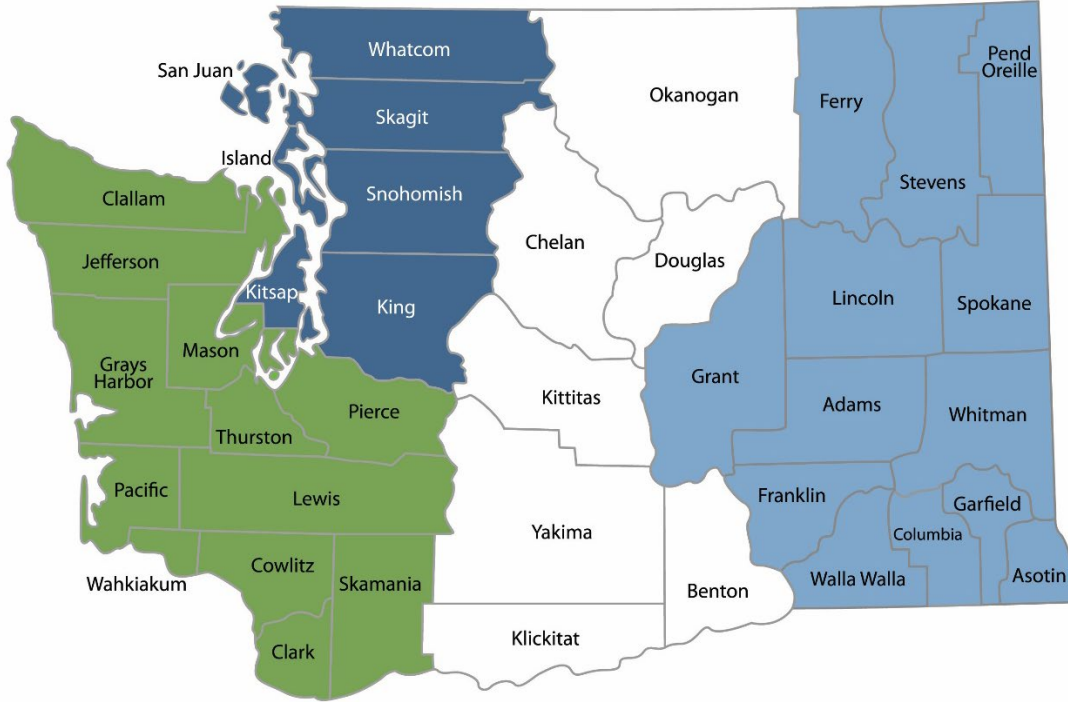 Whatcom
Pend
Oreille
San Juan
Okanogan
Ferry
Skagit
Island
Stevens
Clallam
Snohomish
Chelan
Jefferson
Douglas
Kitsap
King
Lincoln
Spokane
Mason
Grays
Harbor
Grant
Kittitas
Adams
Pierce
Whitman
Thurston
Pacific
Lewis
Franklin
Garfield
Yakima
Columbia
Cowlitz
Wahkiakum
Skamania
Walla Walla
Asotin
Benton
Klickitat
Clark